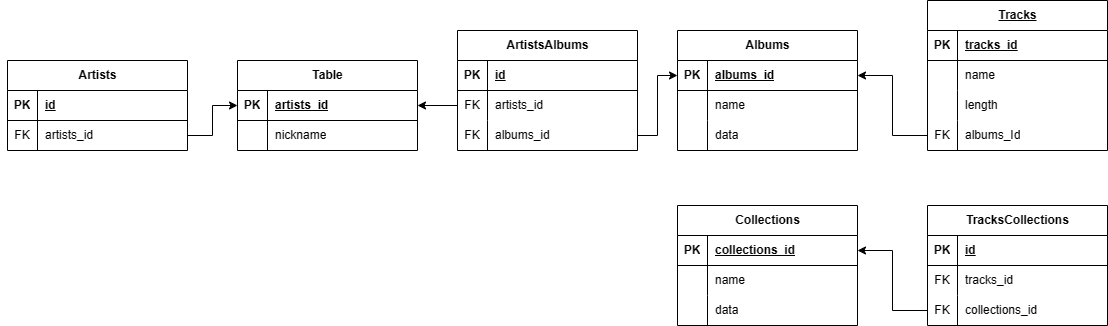 Artists
PK id
FK artists_id
Table
PK artists_id
nickname
ArtistsAlbums
PK id
FK artists_id
FK albums_id
Albums
PK albums_id
name
data
Tracks
PK tracks_id
name
length
FK albums_Id
Collections
PK collections_id
name
data
TracksCollections
PK id
FK tracks_id
FK collections_id